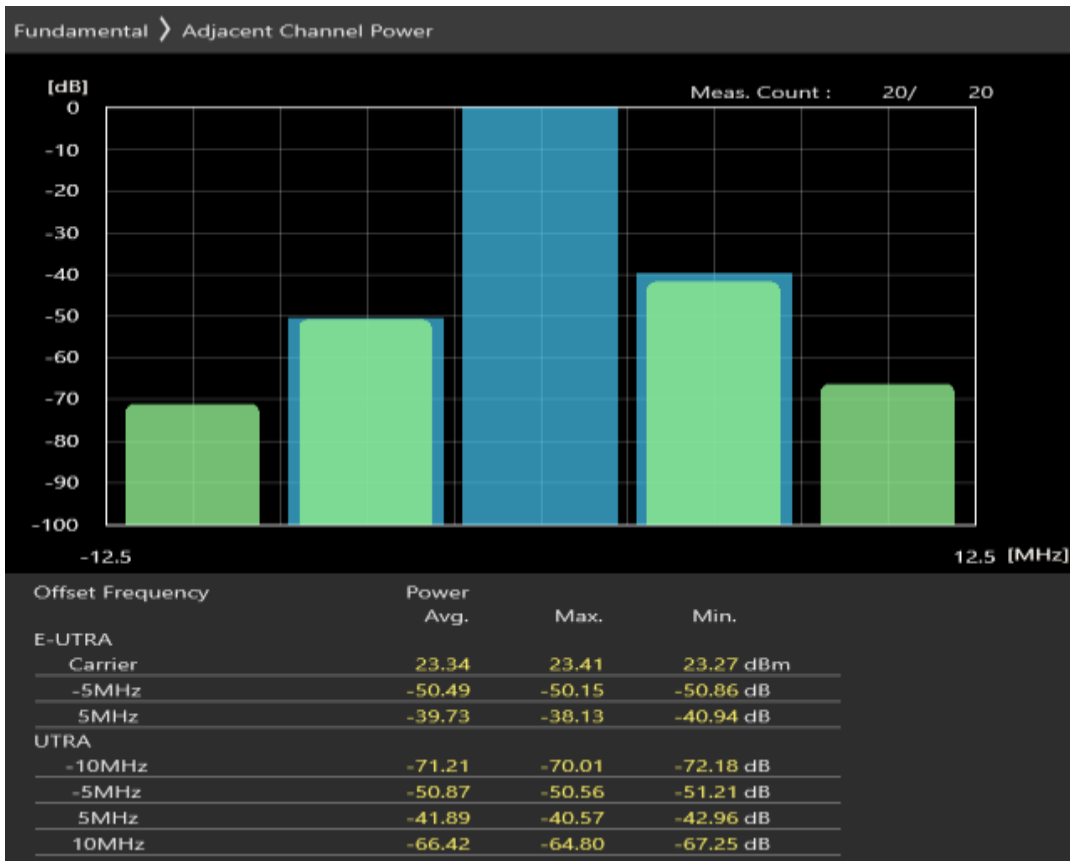 Fundamental ❯ Adjacent Channel Power
[dB]
Meas. Count : 20/ 20
0
-10
-20
-30
-40
-50
-60
-70
-80
-90
-100
-12.5 12.5 [MHz]
Offset Frequency Power
Avg. Max. Min.
E-UTRA
Carrier 23.34 23.41 23.27 dBm
-5MHz -50.49 -50.15 -50.86 dB
5MHz -39.73 -38.13 -40.94 dB
UTRA
-10MHz -71.21 -70.01 -72.18 dB
-5MHz -50.87 -50.56 -51.21 dB
5MHz -41.89 -40.57 -42.96 dB
10MHz -66.42 -64.80 -67.25 dB